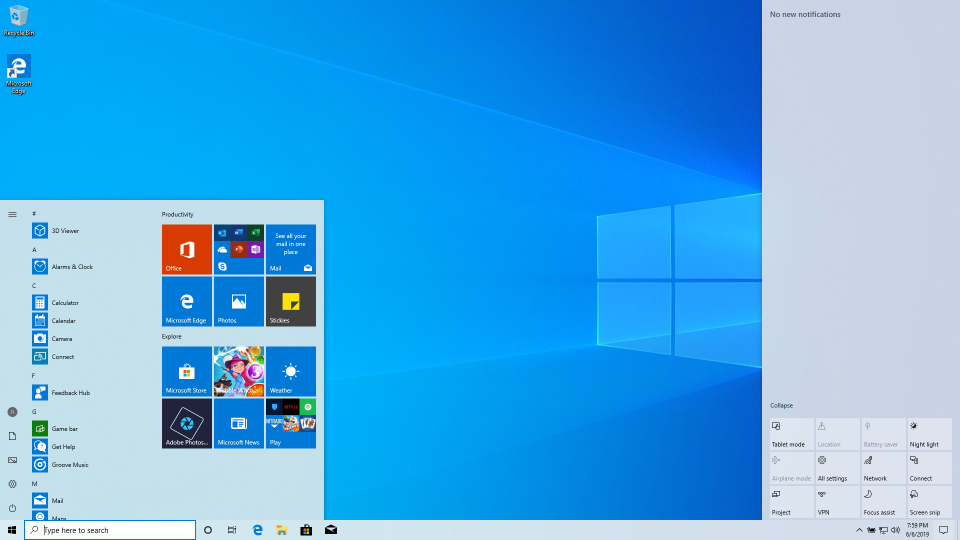 Recycle Bin
Microsoft
Edge
#
3D Viewer
A
Alarms & Clock
C
Calculator
Calendar
Camera
Connect
F
Feedback Hub
G
Game bar
Get Help
Groove Music
M
Mail
Maps
Productivity
Office
See all your
mail in one
place
Mail
Microsoft Edge
Photos
Stickies
Explore
Microsoft Store
Weather
Adobe Photos...
Microsoft News
NETFLIX
NITRADO
Play
Type here to search
No new notifications
Collapse
Tablet mode
Location
Battery saver
Night light
Airplane mode
All settings
Network
Connect
Project
VPN
Focus assist
Screen snip
7:59 PM
6/6/2019